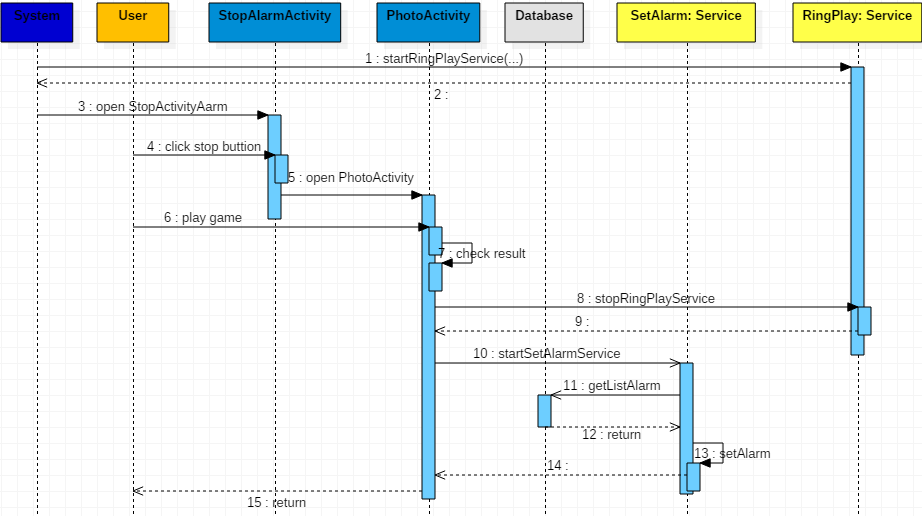 System
User
StopAlarmActivity
PhotoActivity
Database
SetAlarm: Service
RingPlay: Service
1 : startRingPlayService(...)
2 :
3 : open StopActivityAarm
4 : click stop buttion
5 : open PhotoActivity
6 : play game
7 : check result
8 : stopRingPlayService
9 :
10 : startSetAlarmService
11 : getListAlarm
12 : return
13 : setAlarm
14 :
15 : return